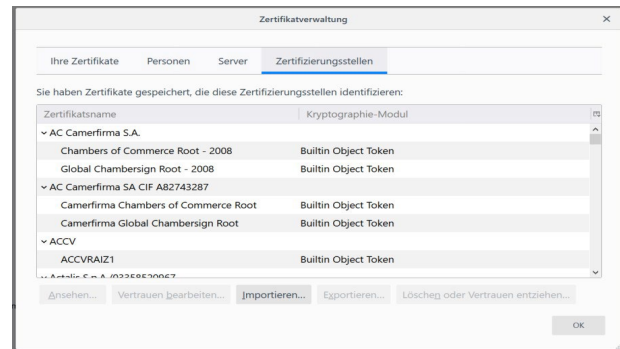 Zertifikatverwaltung
Ihre Zertifikate Personen Server Zertifizierungsstellen
Sie haben Zertifikate gespeichert, die diese Zertifizierungsstellen identifizieren:
Zertifikatsname Kryptographie-Modul
AC Camerfirma S.A.
Chambers of Commerce Root - 2008 Builtin Object Token
Global Chambersign Root - 2008 Builtin Object Token
AC Camerfirma SA CIF A82743287
Camerfirma Chambers of Commerce Root Builtin Object Token
Camerfirma Global Chambersign Root Builtin Object Token
ACCV
ACCVRAIZ1 Builtin Object Token
Actalis S.p.A./03358520967
Ansehen... Vertrauen bearbeiten... Importieren... Exportieren... Löschen oder Vertrauen entziehen...
OK